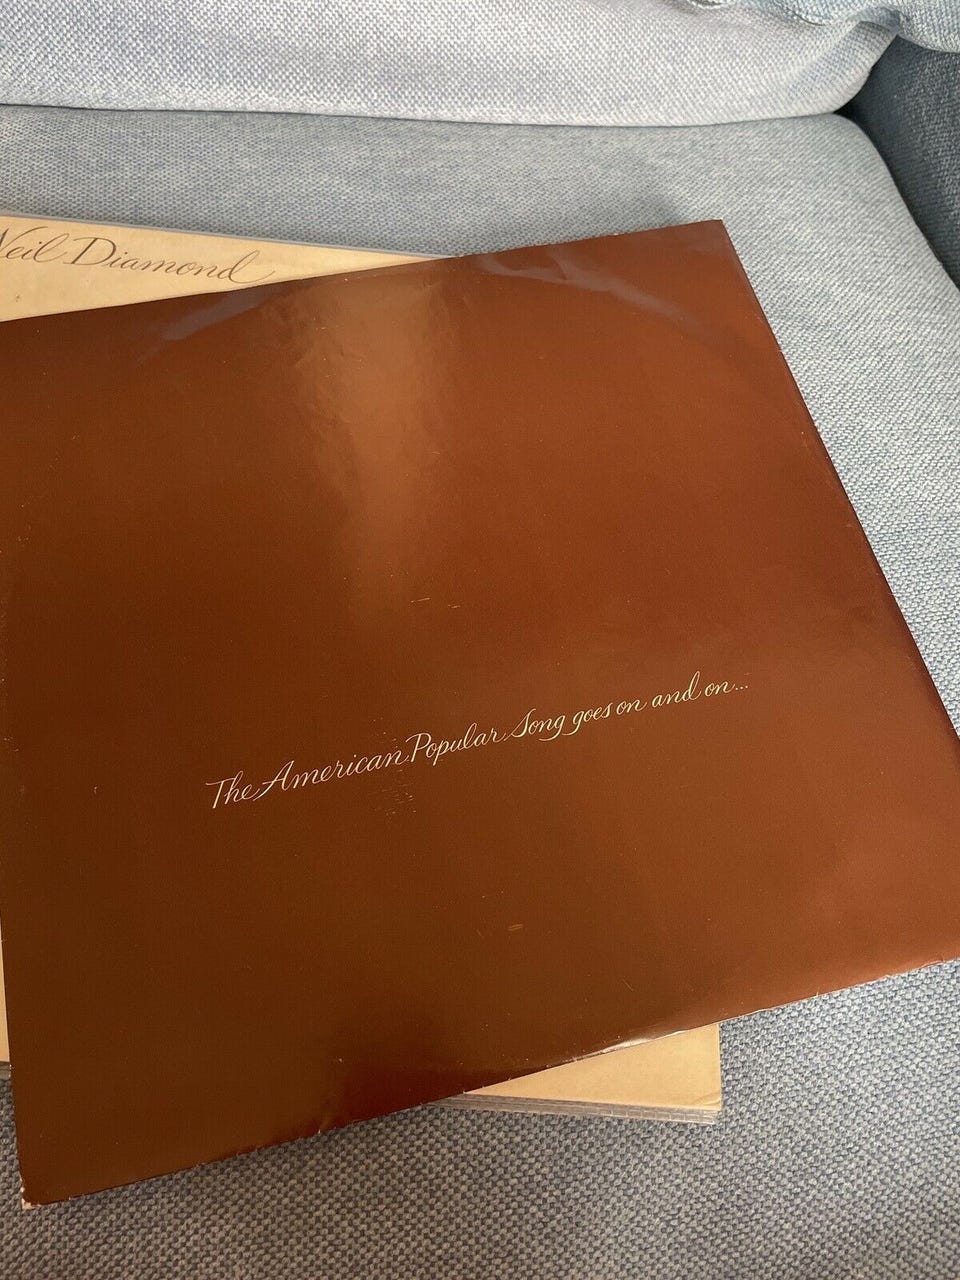 Neil Diamond
The American Popular Song goes on and on...